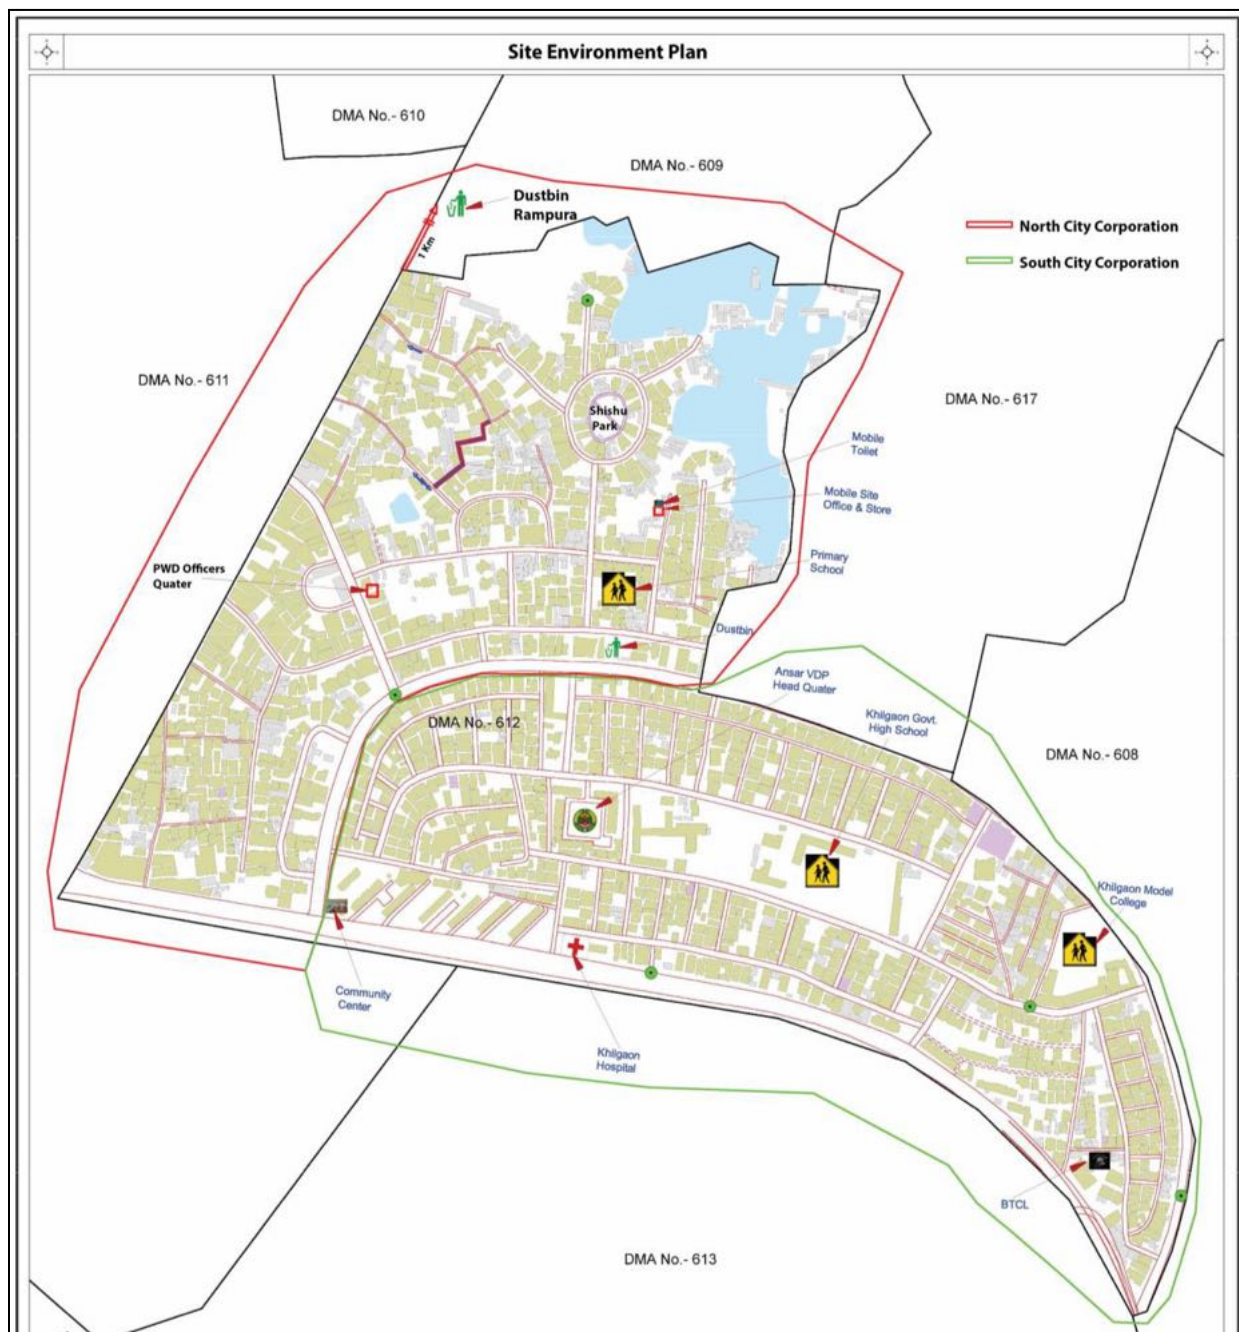 Site Environment Plan
DMA No.- 610
DMA No.- 609
Dustbin
Rampura
North City Corporation
1 Km
South City Corporation
DMA No.- 611
DMA No.- 617
Shishu
Park
Mobile
Toilet
Mobile Site
Office & Store
Primary
School
PWD Officers
Quater
Dustbin
Ansar VDP
Head Quater
Khilgaon Govt.
High School
DMA No.- 612
DMA No.- 608
Khilgaon Model
College
Community
Center
Khilgaon
Hospital
BTCL
DMA No.- 613